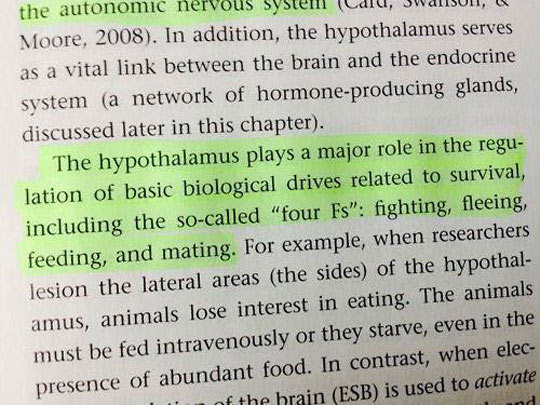 the autonomic nervous system (Card, Swanson, &
Moore, 2008). In addition, the hypothalamus serves
as a vital link between the brain and the endocrine
system (a network of hormone-producing glands,
discussed later in this chapter).
The hypothalamus plays a major role in the regu-
lation of basic biological drives related to survival,
including the so-called “four Fs”: fighting, fleeing,
feeding, and mating. For example, when researchers
lesion the lateral areas (the sides) of the hypothal-
amus, animals lose interest in eating. The animals
must be fed intravenously or they starve, even in the
presence of abundant food. In contrast, when elec-
of the brain (ESB) is used to activate
and